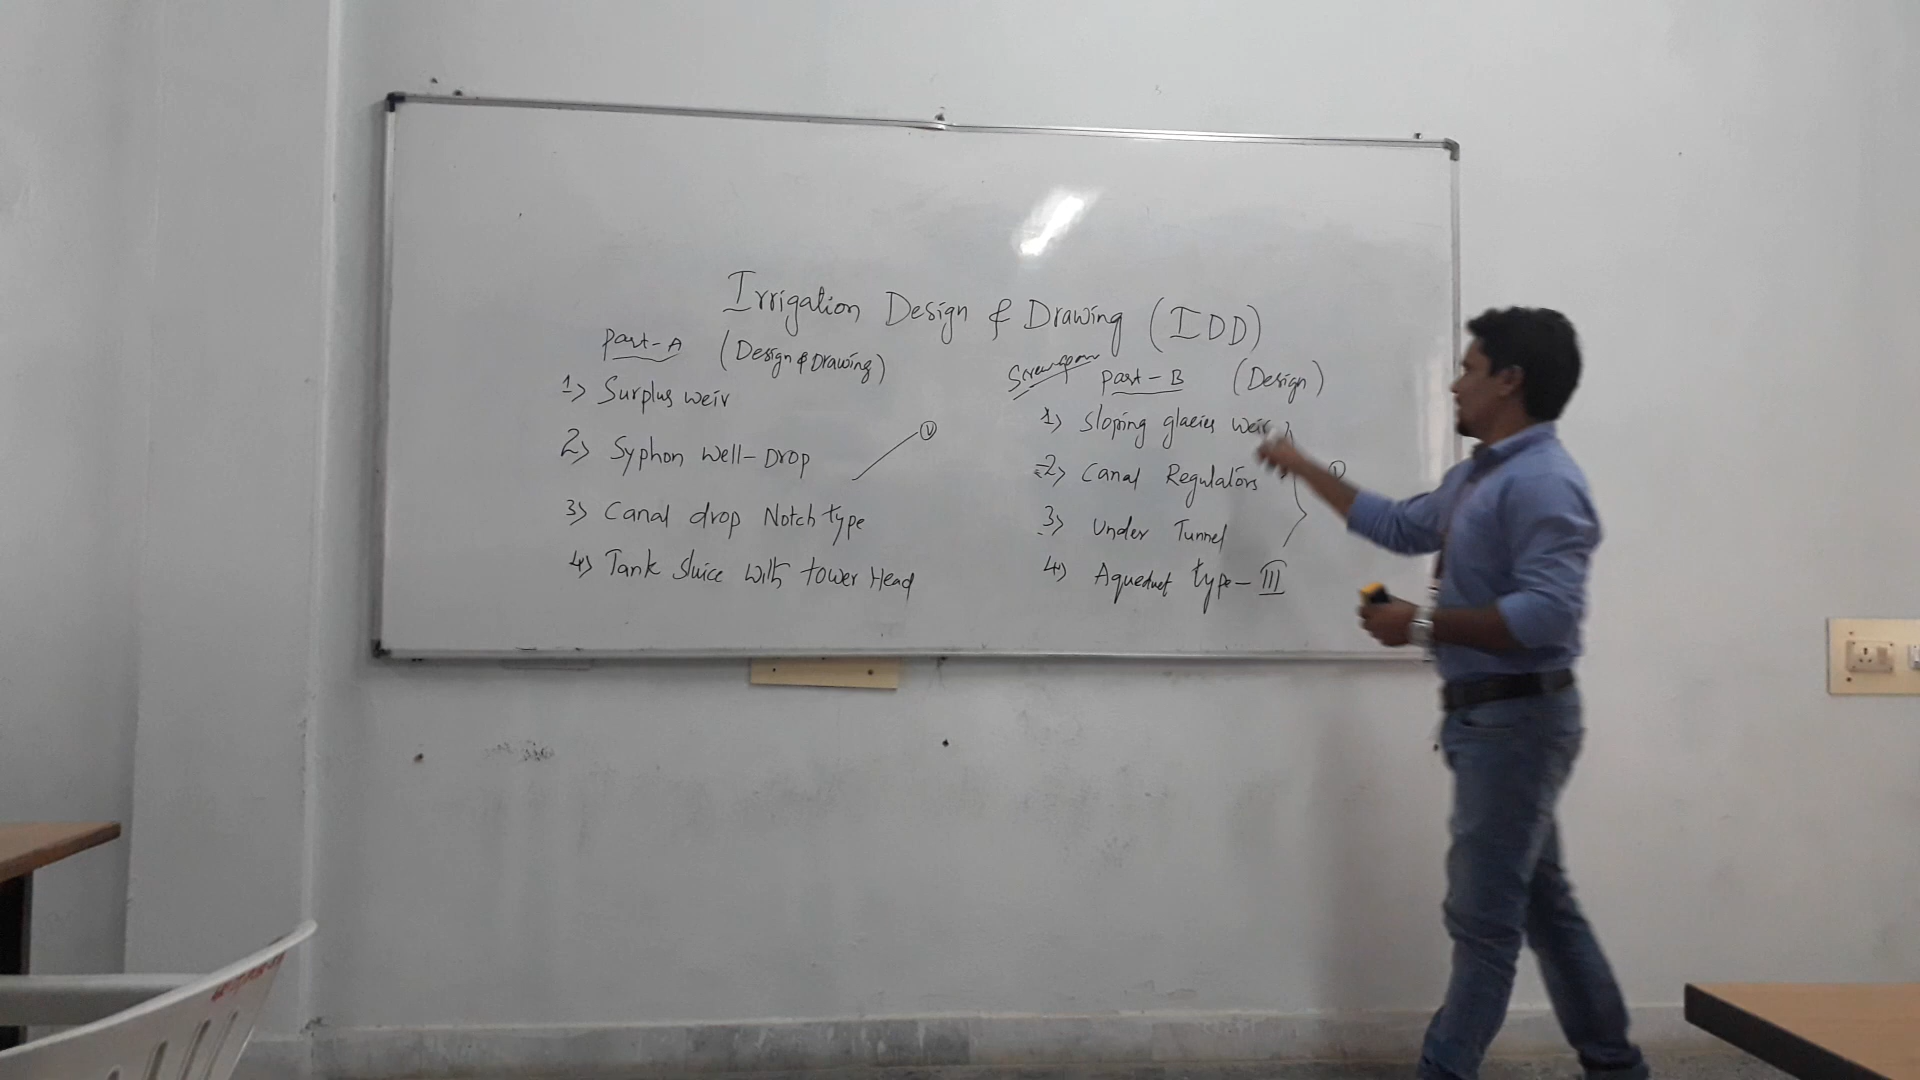 Irrigation Design & Drawing (IDD)
Part-A (Design & Drawing)
1) Surplus weir
2) Syphon well-Drop
3) Canal drop Notch type
4) Tank sluice with tower Head
Part-B (Design)
1) Sloping glacies weir
2) Canal Regulators
3) Under Tunnel
4) Aqueduct type-III